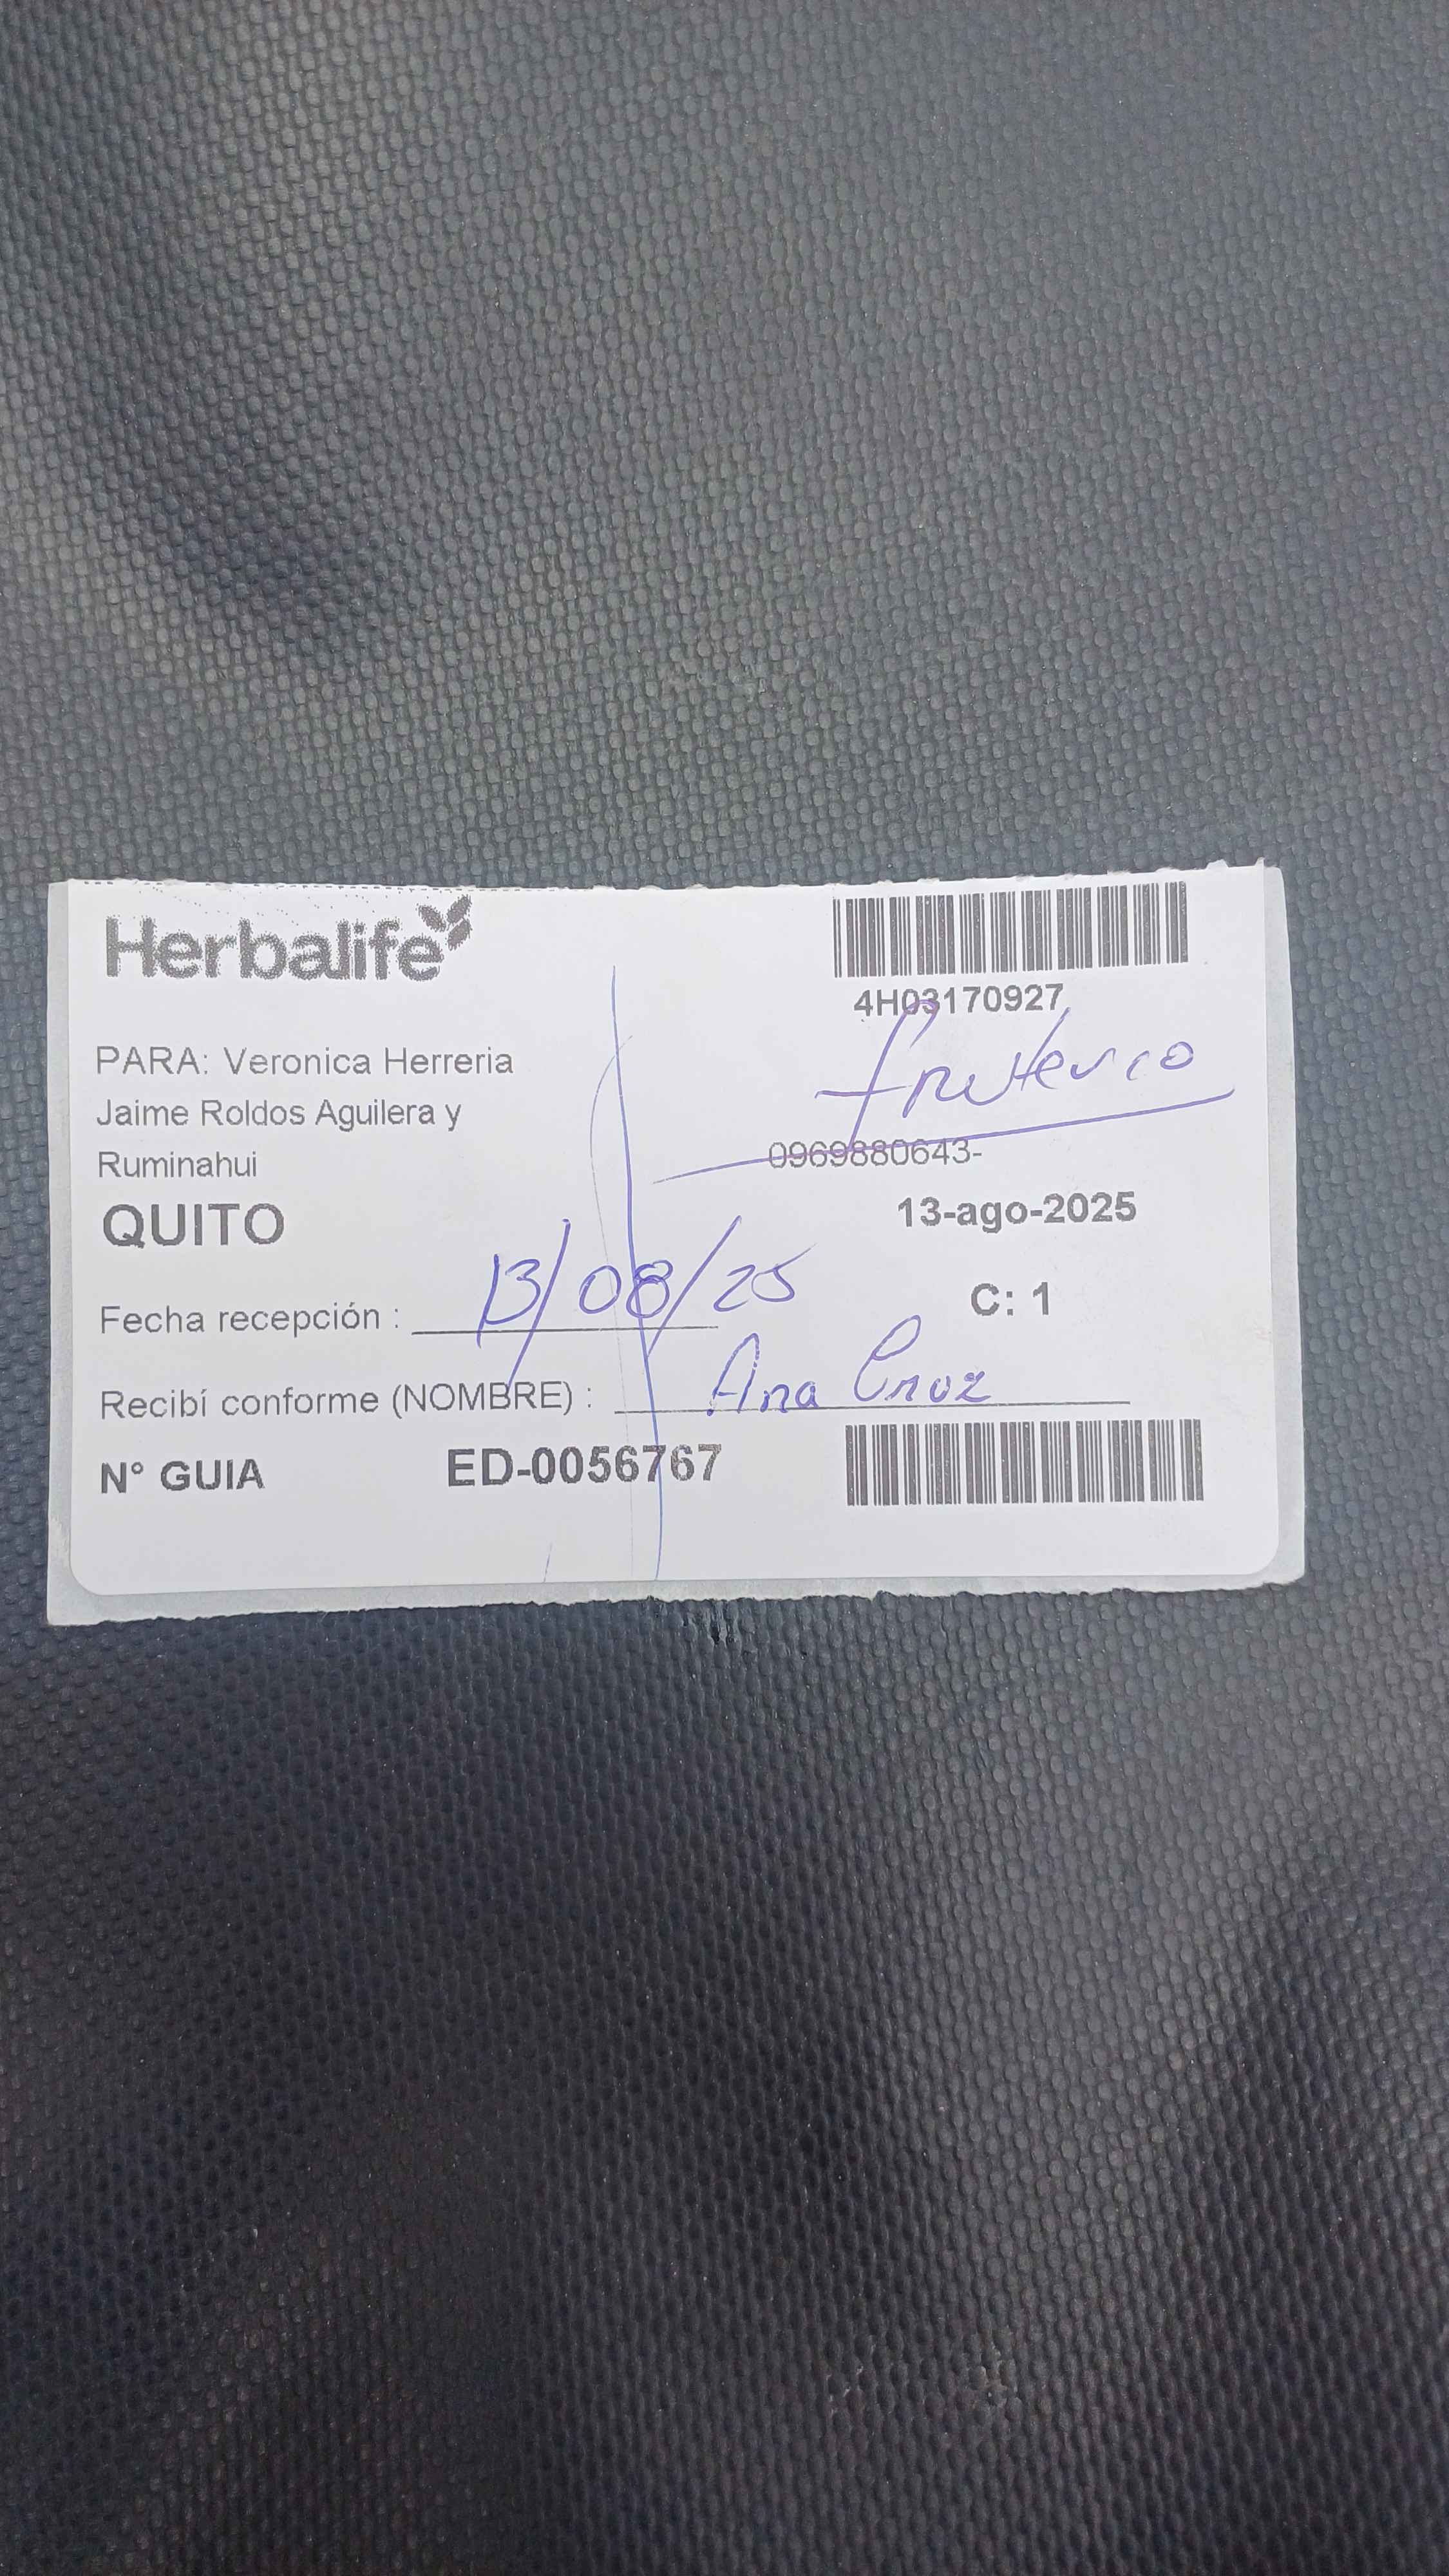 Herbalife
4H03170927
PARA: Veronica Herreria
Jaime Roldos Aguilera y
Ruminahui
0969880643-
QUITO
13-ago-2025
Fecha recepción : 13/08/25
C: 1
Recibí conforme (NOMBRE) : Ana Cruz
N° GUIA ED-0056767